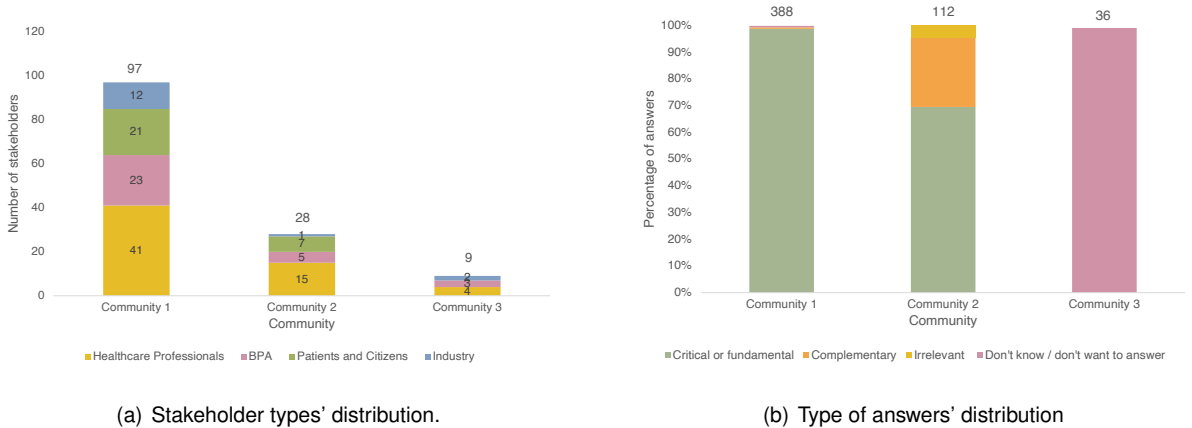 120
100
80
60
40
20
0
Number of stakeholders
97
12
21
23
41
28
1
7
5
15
9
2
3
4
Community 1
Community 2
Community 3
Community
Healthcare Professionals
BPA
Patients and Citizens
Industry
(a) Stakeholder types’ distribution.
388
112
36
100%
90%
80%
70%
60%
50%
40%
30%
20%
10%
0%
Percentage of answers
Community 1
Community 2
Community 3
Community
Critical or fundamental
Complementary
Irrelevant
Don't know / don't want to answer
(b) Type of answers’ distribution